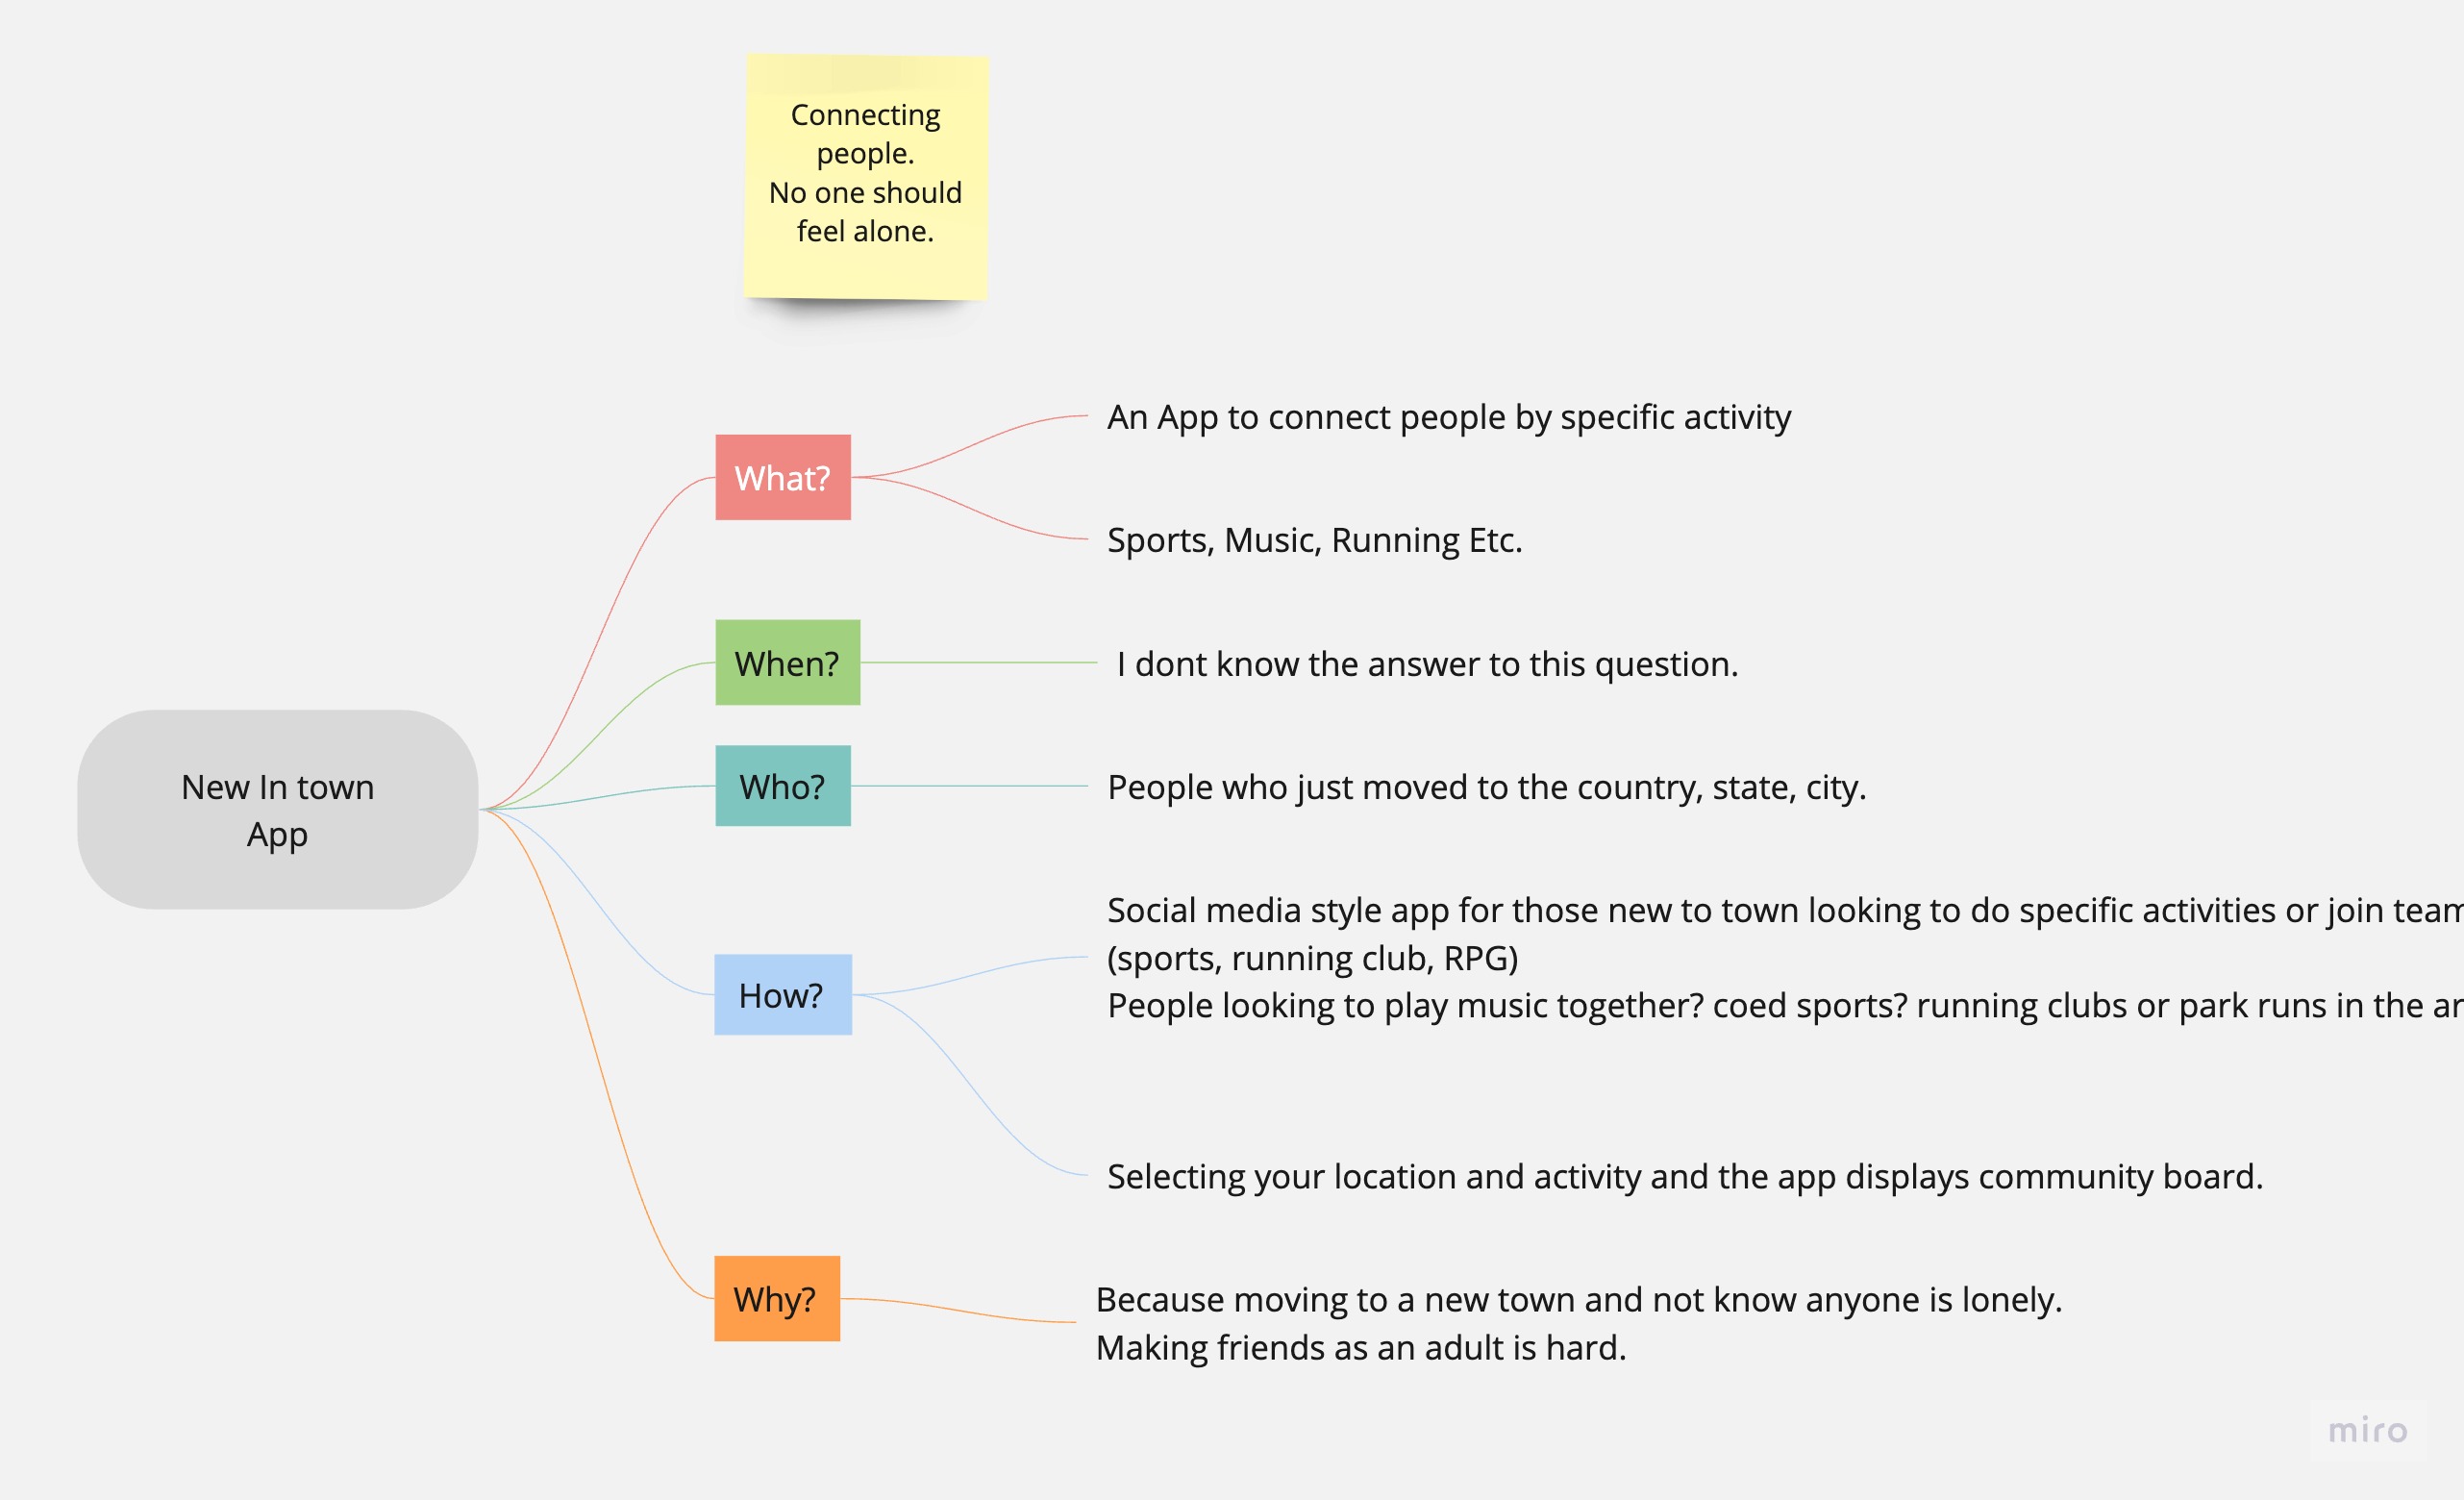 Connecting
people.
No one should
feel alone.
An App to connect people by specific activity
What?
Sports, Music, Running Etc.
When?
I dont know the answer to this question.
New In town
App
Who?
People who just moved to the country, state, city.
Social media style app for those new to town looking to do specific activities or join
(sports, running club, RPG)
People looking to play music together? coed sports? running clubs or park runs in the
How?
Selecting your location and activity and the app displays community board.
Why?
Because moving to a new town and not know anyone is lonely.
Making friends as an adult is hard.
miro